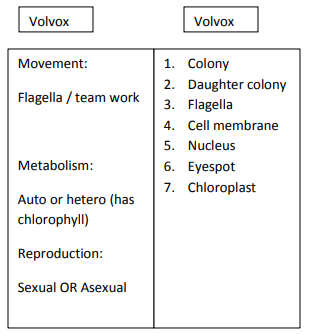 Volvox
Volvox
Movement:
Flagella / team work
Metabolism:
Auto or hetero (has
chlorophyll)
Reproduction:
Sexual OR Asexual
1. Colony
2. Daughter colony
3. Flagella
4. Cell membrane
5. Nucleus
6. Eyespot
7. Chloroplast